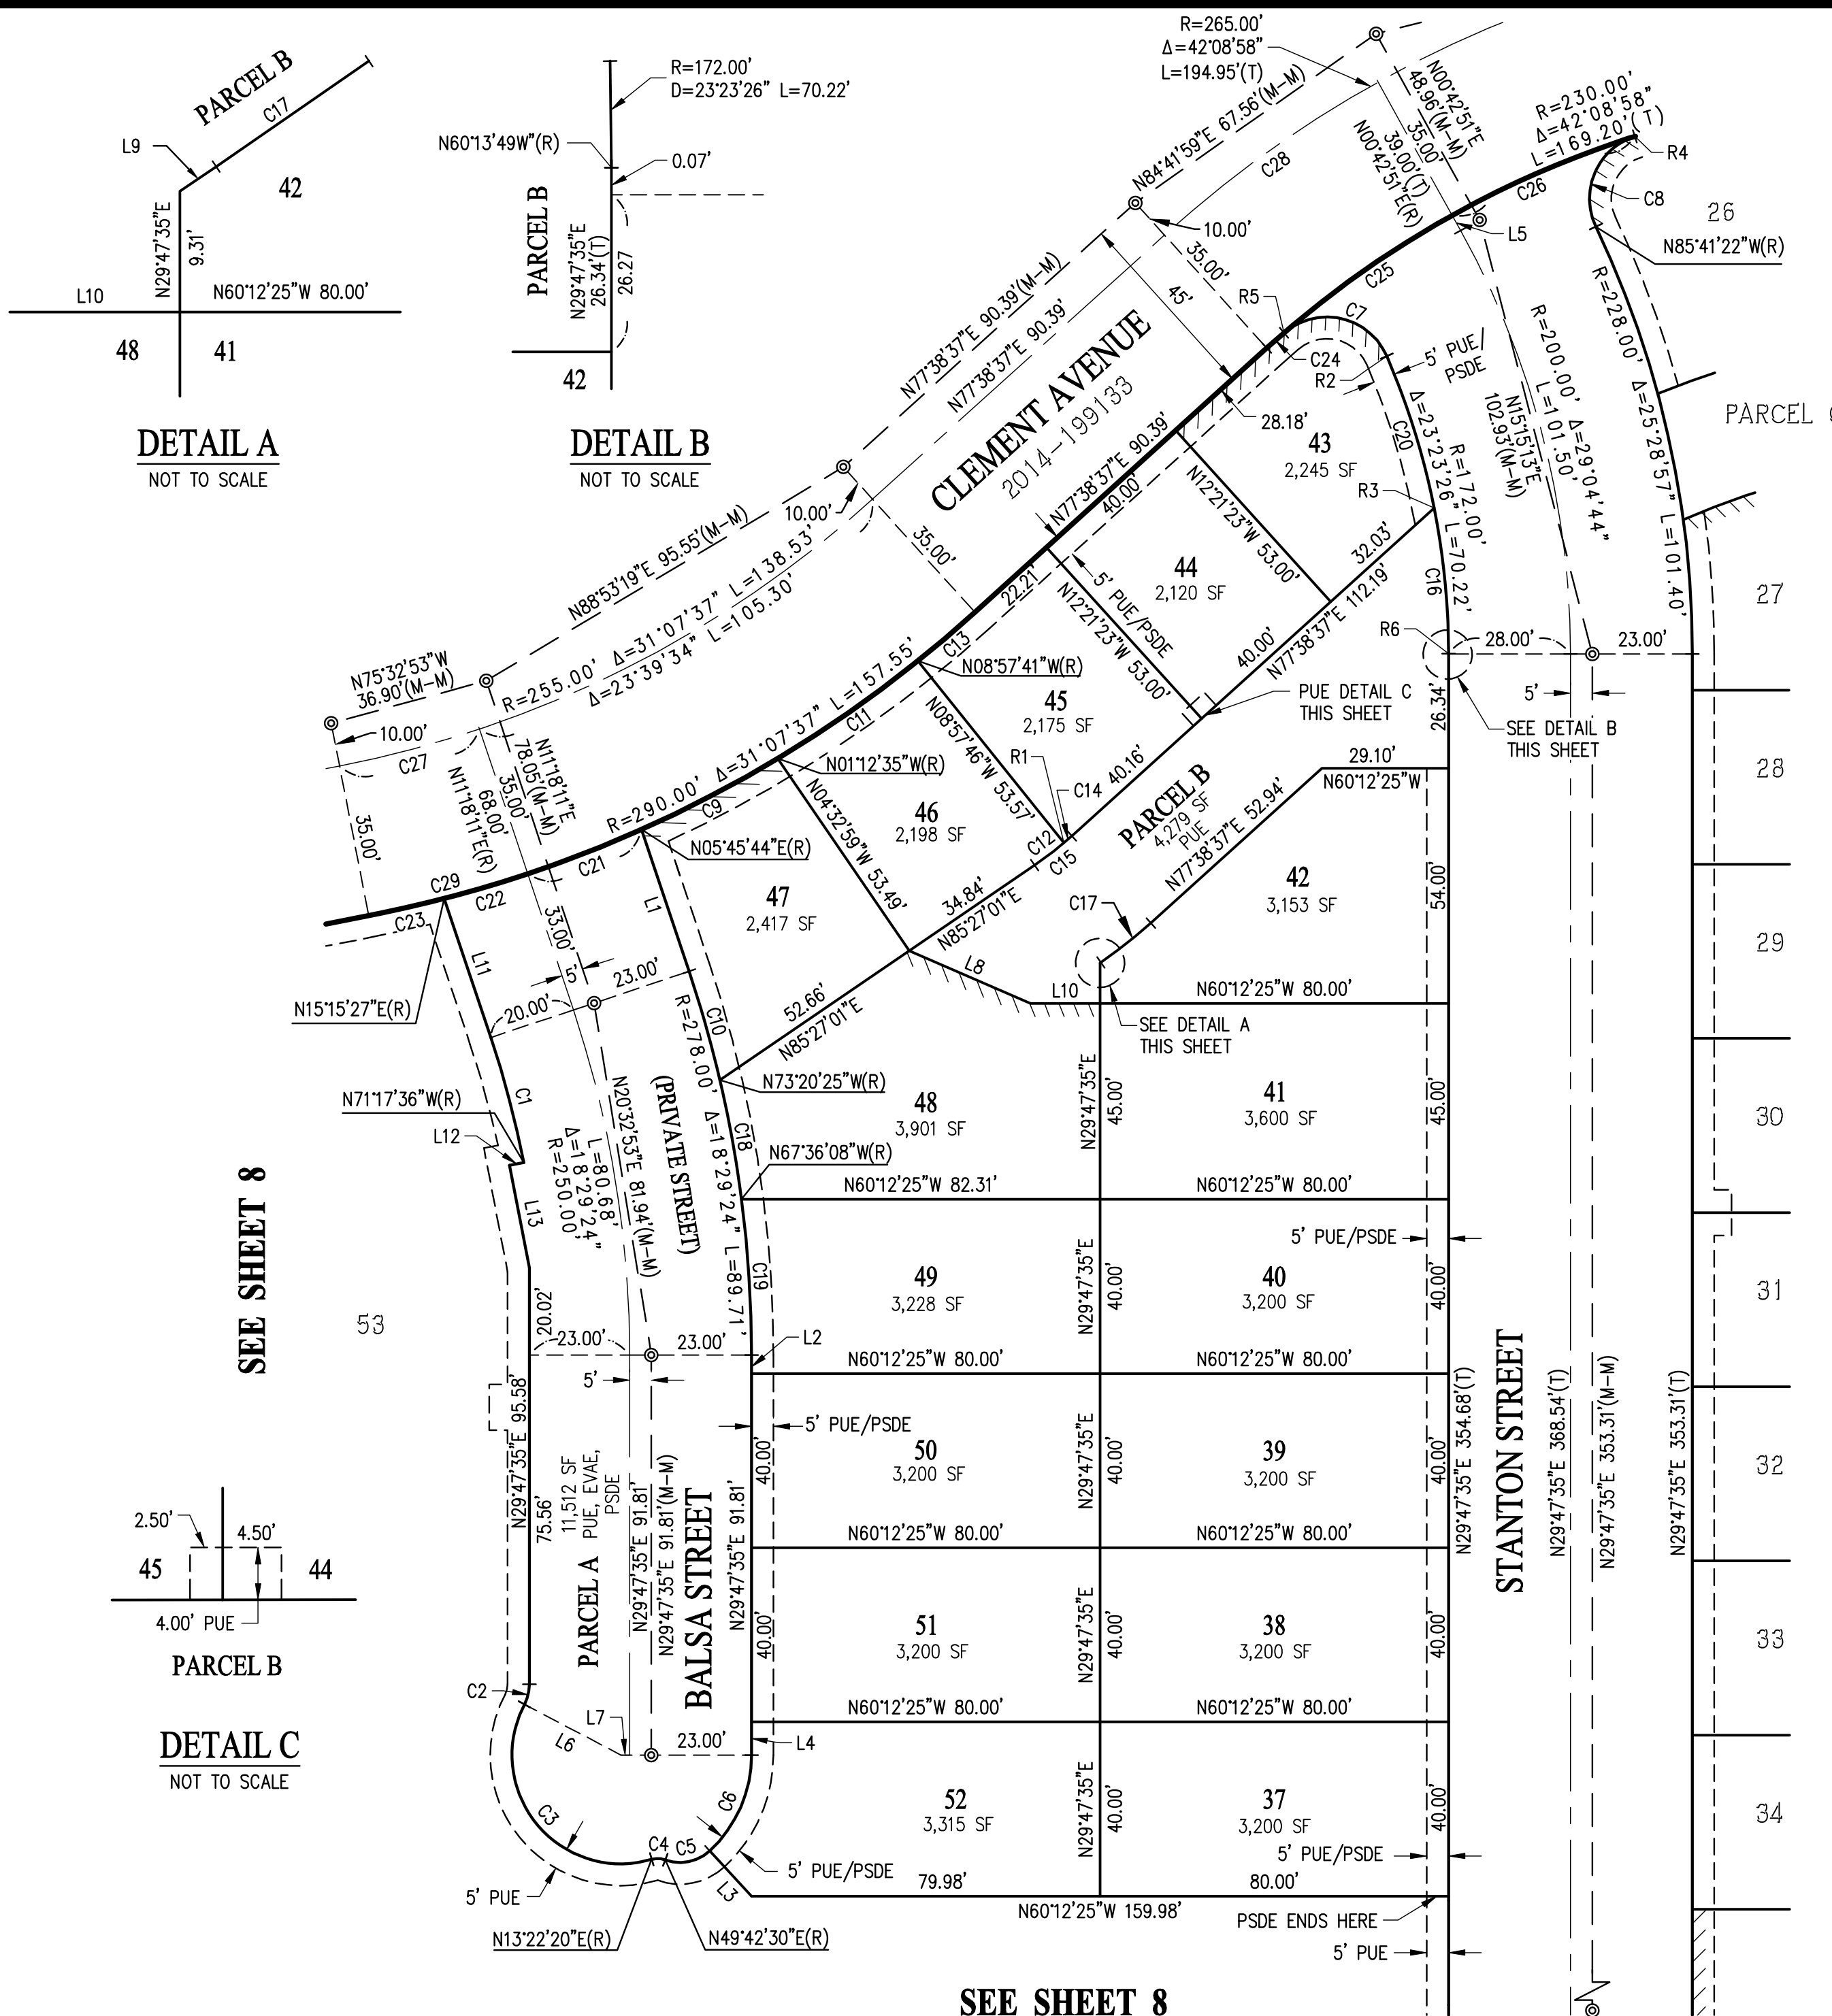 PARCEL B
C17
L9
42
N29°47'35"E
9.31'
L10
N60°12'25"W 80.00'
48
41
DETAIL A
NOT TO SCALE
R=172.00'
D=23°23'26" L=70.22'
N60°13'49W"(R)
0.07'
PARCEL B
N29°47'35"E
26.34'(T)
26.27
42
DETAIL B
NOT TO SCALE
R=265.00'
Δ=42°08'58"
L=194.95'(T)
N84°41'59"E 67.56'(M-M)
C28
N00°42'51"E
48.96'(M-M)
35.00'
39.00'(T)
N00°42'51"E(R)
R=230.00'
Δ=42°08'58"
L=169.20'(T)
R4
C26
C8
26
L5
N85°41'22"W(R)
10.00'
35.00'
45'
C25
R5
C7
C24
R2
5' PUE/
PSDE
N77°38'37"E 90.39'(M-M)
N77°38'37"E 90.39'
CLEMENT AVENUE
2014-199133
N77°38'37"E 90.39'
40.00'
28.18'
43
2,245 SF
C20
R3
Δ=23°23'26" L=70.22'
R=172.00'
N15°15'13"E
102.93'(M-M)
R=200.00' Δ=29°04'44"
L=101.50'
R=228.00' Δ=25°28'57" L=101.40'
PARCEL
10.00'
35.00'
N88°53'19"E 95.55'(M-M)
R=255.00' Δ=31°07'37" L=138.53'
Δ=23°39'34" L=105.30'
N12°21'23"W 53.00'
32.03'
44
2,120 SF
22.21'
5' PUE/PSDE
N12°21'23"W 53.00'
40.00'
N77°38'37"E 112.19'
C16
R6
28.00'
23.00'
27
C13
N08°57'41"W(R)
N75°32'53"W
36.90'(M-M)
10.00'
C27
35.00'
N11°18'11"E
78.05'(M-M)
35.00'
68.00'
N11°18'11"E(R)
R=290.00' Δ=31°07'37" L=157.55'
C11
C9
45
2,175 SF
N08°57'46"W 53.57'
R1
C14
40.16'
PUE DETAIL C
THIS SHEET
26.34'
5'
SEE DETAIL B
THIS SHEET
N01°12'35"W(R)
N04°32'59"W 53.49'
46
2,198 SF
C12
C15
PARCEL B
4,279 SF
PUE
29.10'
N60°12'25"W
N77°38'37"E 52.94'
28
N05°45'44"E(R)
C21
C29
C22
C23
L1
47
2,417 SF
34.84'
N85°27'01"E
C17
42
3,153 SF
54.00'
29
33.00'
5'
23.00'
20.00'
L11
N15°15'27"E(R)
C10
52.66'
N85°27'01"E
L8
L10
N60°12'25"W 80.00'
SEE DETAIL A
THIS SHEET
R=278.00' Δ=18°29'24" L=89.71'
C1
N71°17'36"W(R)
L12
L13
N73°20'25"W(R)
48
3,901 SF
N29°47'35"E
45.00'
41
3,600 SF
45.00'
30
C18
N67°36'08"W(R)
N60°12'25"W 82.31'
N60°12'25"W 80.00'
N20°32'53"E 81.94'(M-M)
(PRIVATE STREET)
L=80.68'
Δ=18°29'24"
R=250.00'
SEE SHEET 8
53
5' PUE/PSDE
C19
49
3,228 SF
N29°47'35"E
40.00'
40
3,200 SF
40.00'
31
20.02'
23.00'
23.00'
L2
5'
N60°12'25"W 80.00'
N60°12'25"W 80.00'
5' PUE/PSDE
40.00'
50
3,200 SF
N29°47'35"E
40.00'
39
3,200 SF
40.00'
32
N29°47'35"E 95.58'
75.56'
11,512 SF
PUE, EVAE,
PSDE
PARCEL A
N29°47'35"E 91.81'
N29°47'35"E 91.81'(M-M)
BALSA STREET
N29°47'35"E 91.81'
N29°47'35"E 354.68'(T)
STANTON STREET
N29°47'35"E 368.54'(T)
N29°47'35"E 353.31'(M-M)
N29°47'35"E 353.31'(T)
N60°12'25"W 80.00'
N60°12'25"W 80.00'
2.50'
4.50'
45
44
4.00' PUE
PARCEL B
DETAIL C
NOT TO SCALE
40.00'
51
3,200 SF
N29°47'35"E
40.00'
38
3,200 SF
40.00'
33
C2
L7
L6
23.00'
L4
N60°12'25"W 80.00'
N60°12'25"W 80.00'
C3
C4
C5
C6
52
3,315 SF
N29°47'35"E
40.00'
37
3,200 SF
40.00'
34
5' PUE
5' PUE/PSDE
L3
79.98'
80.00'
5' PUE/PSDE
N60°12'25"W 159.98'
PSDE ENDS HERE
N13°22'20"E(R)
N49°42'30"E(R)
5' PUE
SEE SHEET 8